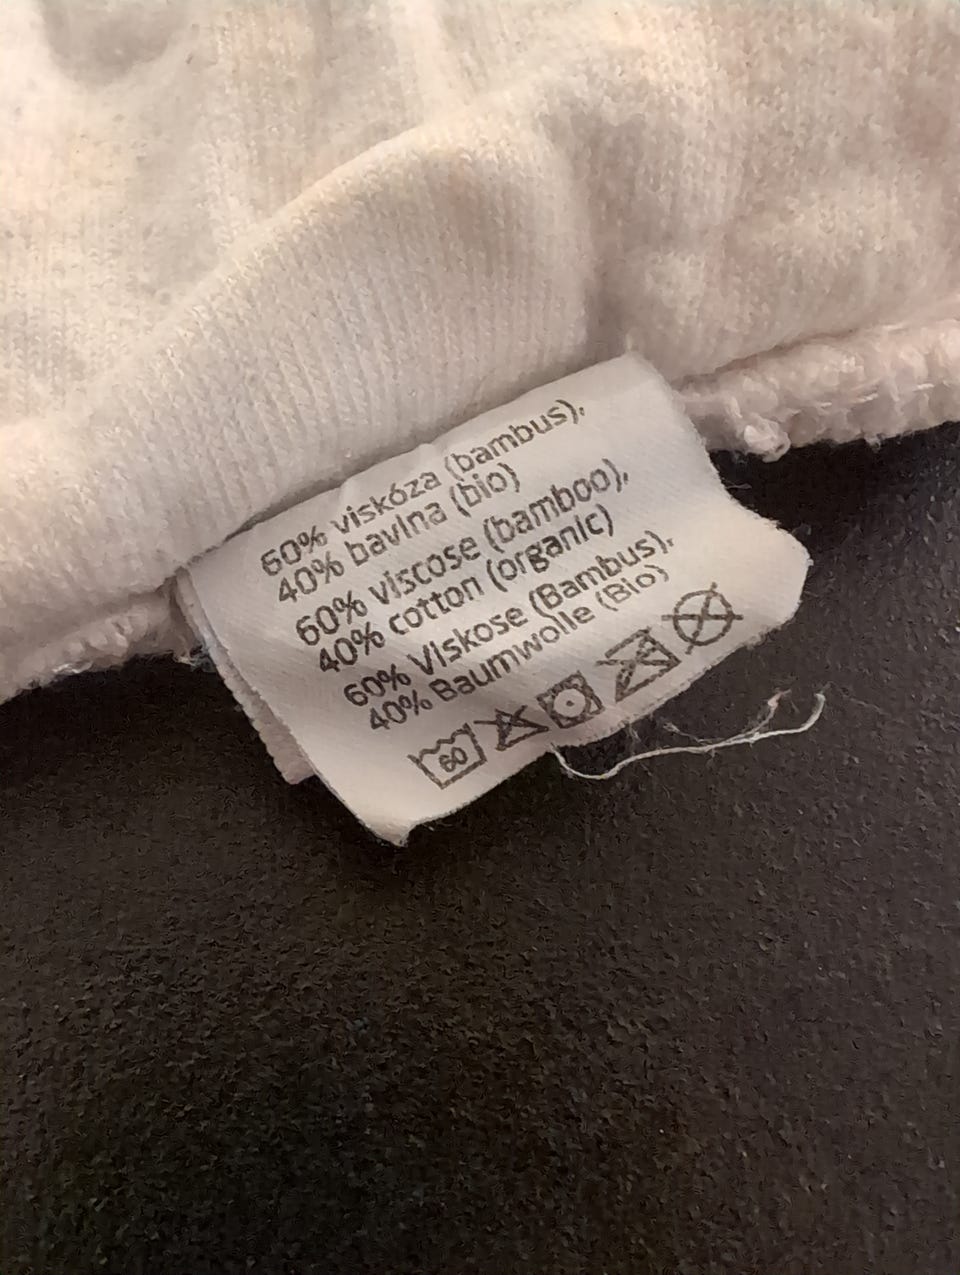 60% viskóza (bambus),
40% bavlna (bio)
60% viscose (bamboo),
40% cotton (organic)
60% Viskose (Bambus),
40% Baumwolle (Bio)
60